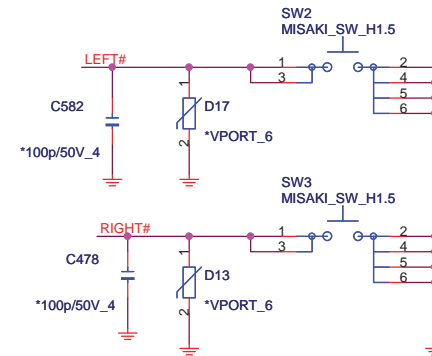 SW2
MISAKI_SW_H1.5
LEFT#
1
2
3
4
5
6
C582
1
D17
*100p/50V_4
2
*VPORT_6
SW3
MISAKI_SW_H1.5
RIGHT#
1
2
3
4
5
6
C478
1
D13
*100p/50V_4
2
*VPORT_6